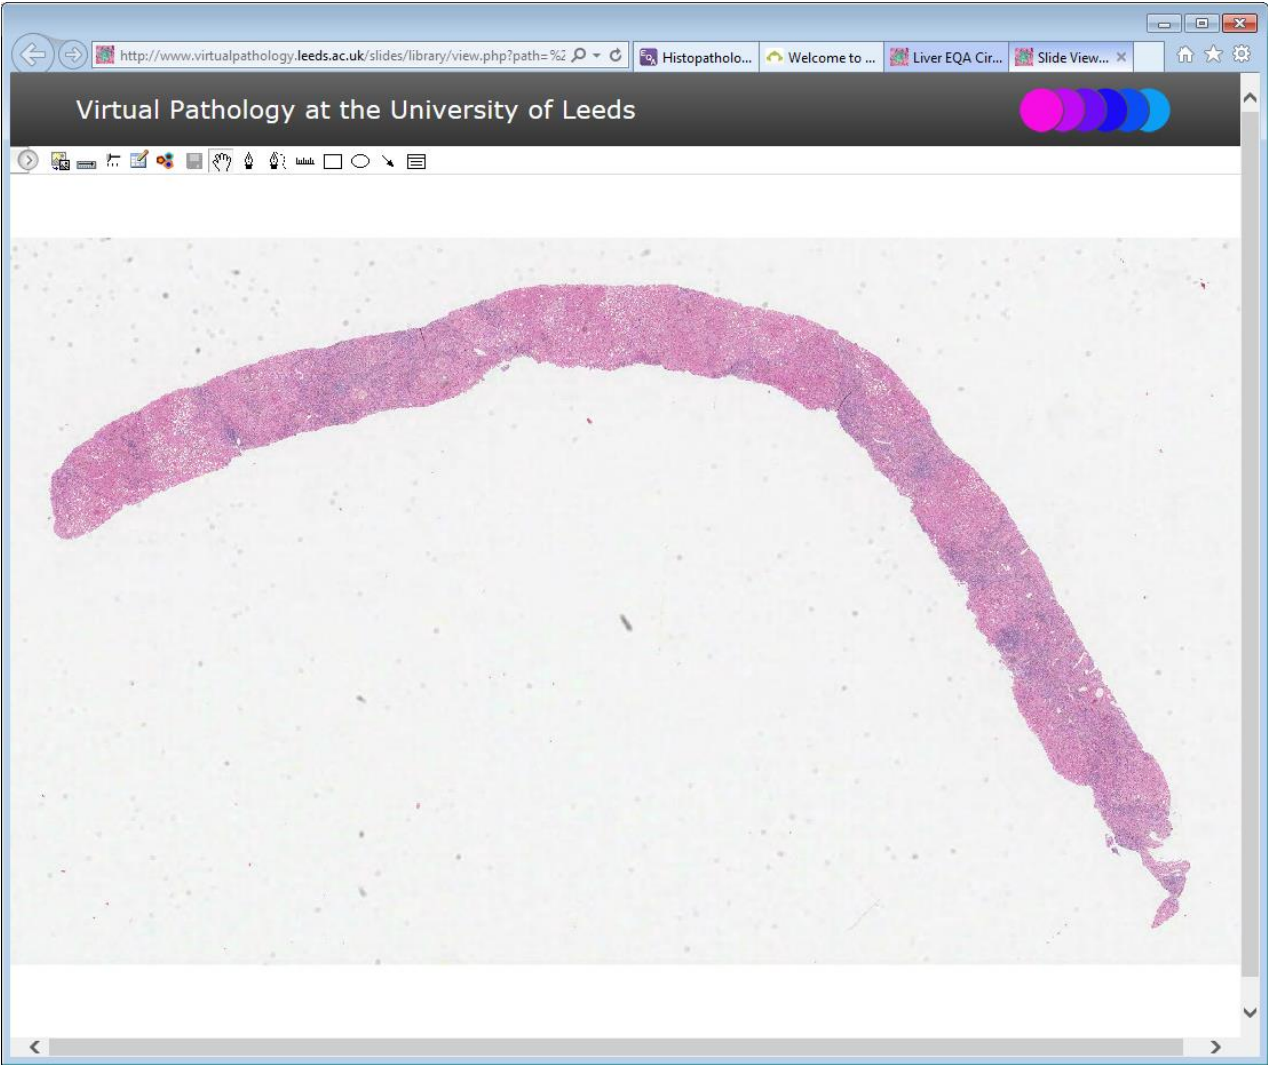 http://www.virtualpathology.leeds.ac.uk/slides/library/view.php?path=%2
Histopatholo...
Welcome to ...
Liver EQA Cir...
Slide View...
Virtual Pathology at the University of Leeds